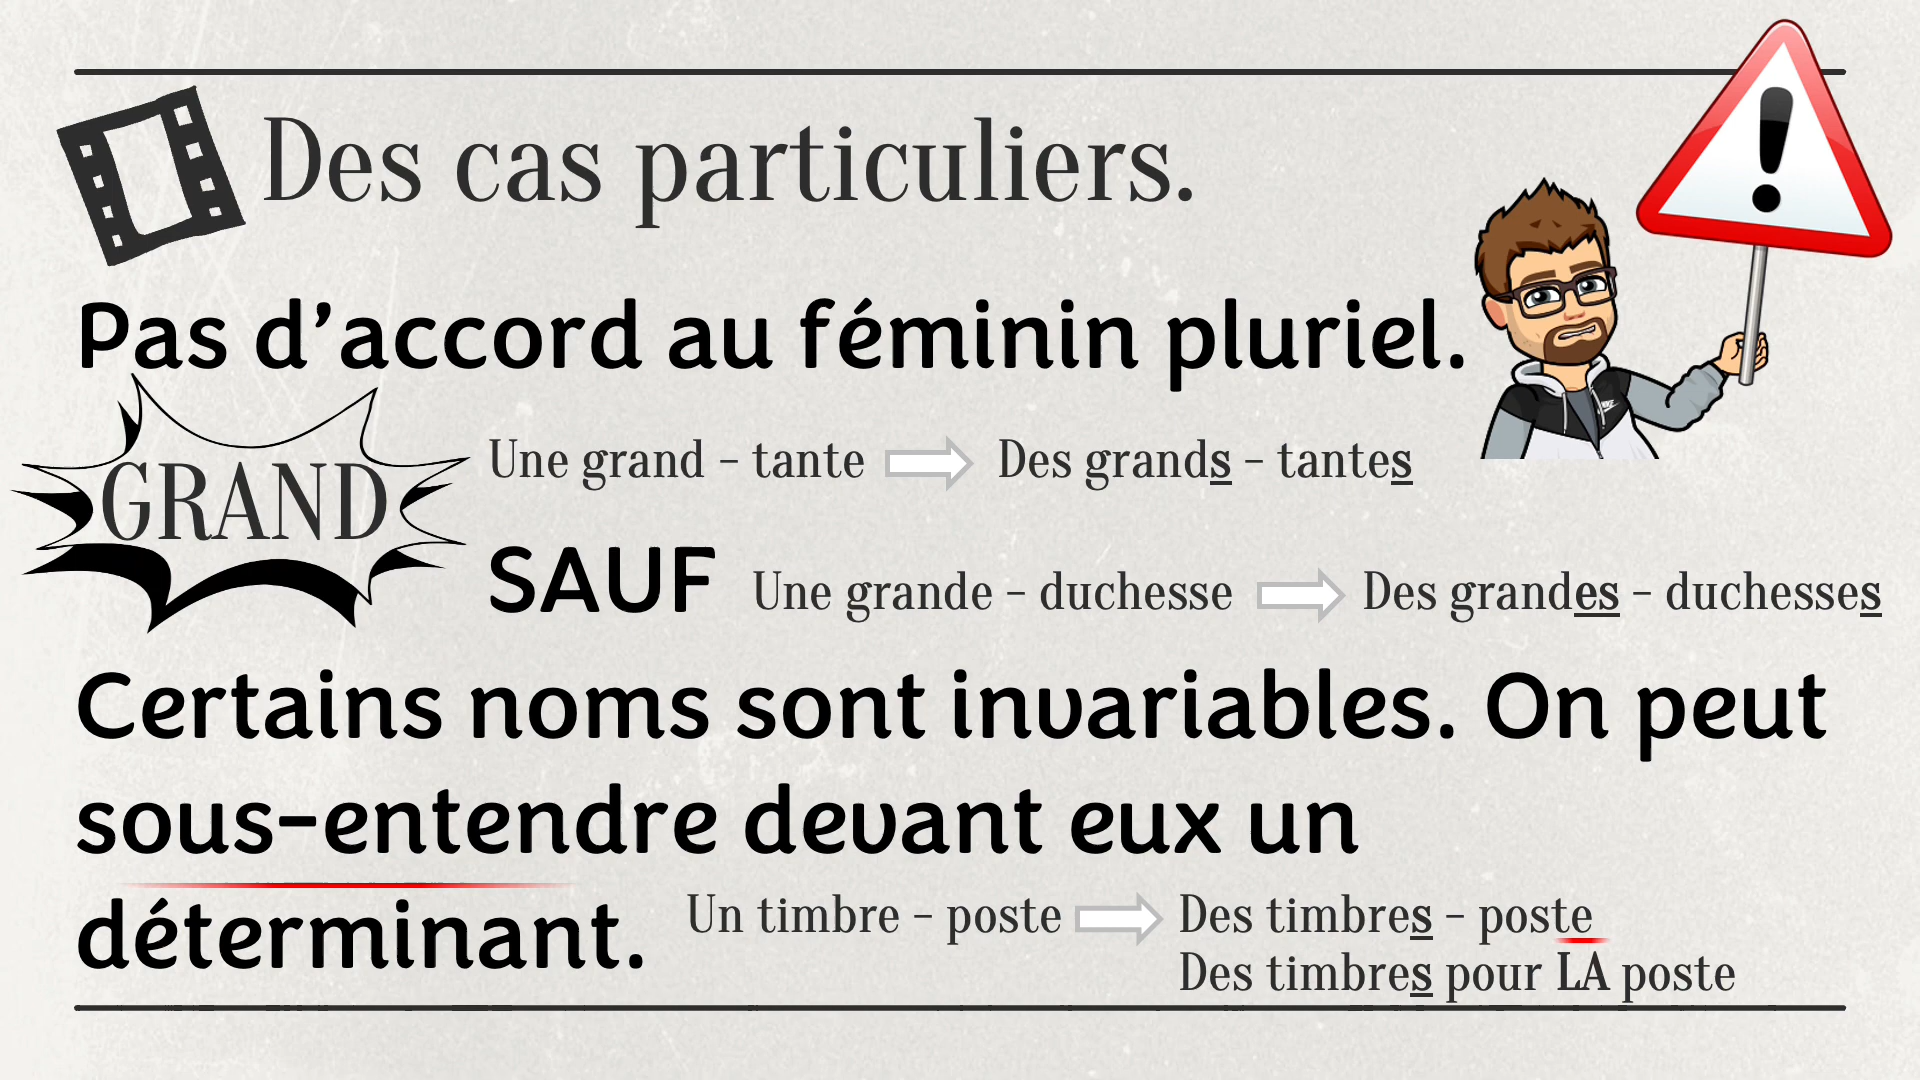 Des cas particuliers.
Pas d’accord au féminin pluriel.
GRAND
Une grand – tante Des grands – tantes
SAUF Une grande – duchesse Des grandes – duchesses
Certains noms sont invariables. On peut
sous-entendre devant eux un
déterminant. Un timbre – poste Des timbres – poste
Des timbres pour LA poste